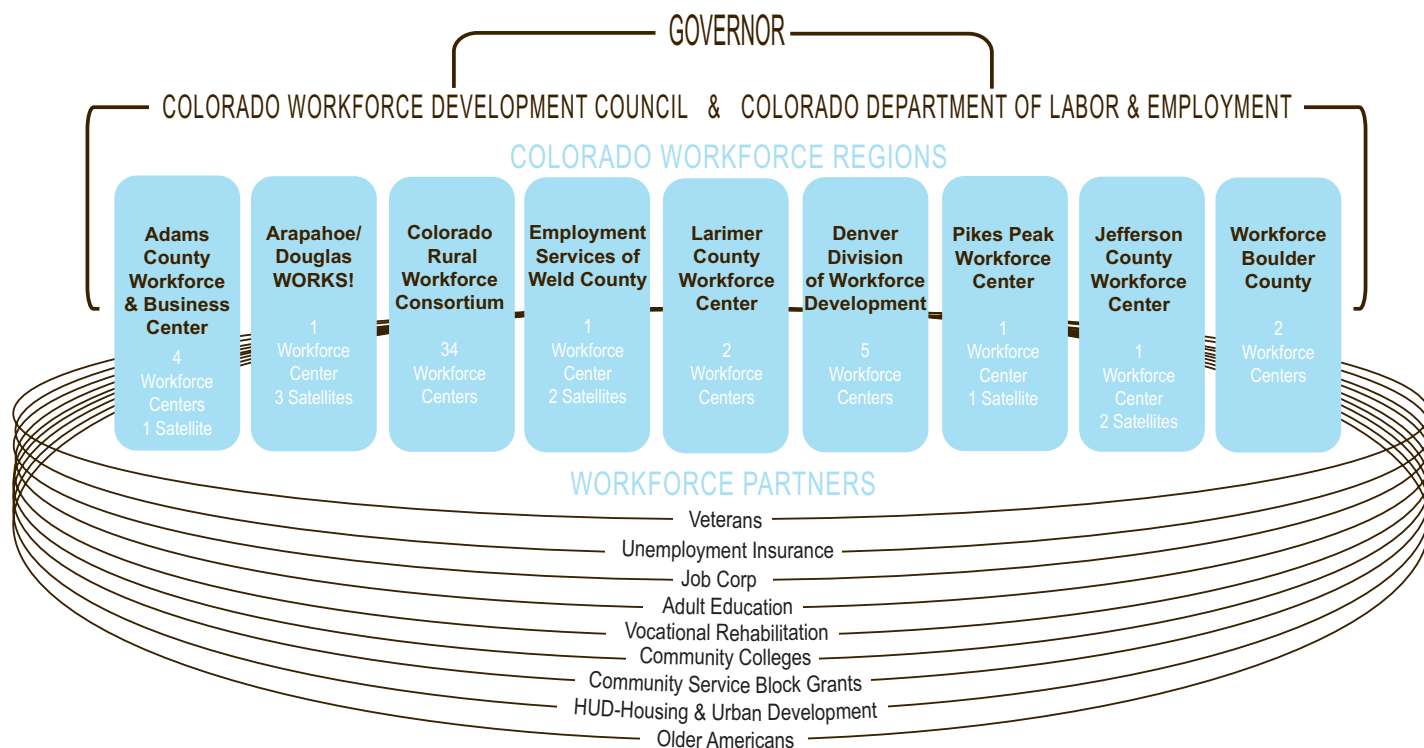 GOVERNOR
COLORADO WORKFORCE DEVELOPMENT COUNCIL & COLORADO DEPARTMENT OF LABOR & EMPLOYMENT
COLORADO WORKFORCE REGIONS
Adams
County
Workforce
& Business
Center
4
Workforce
Centers
1 Satellite
Arapahoe/
Douglas
WORKS!
1
Workforce
Center
3 Satellites
Colorado
Rural
Workforce
Consortium
34
Workforce
Centers
Employment
Services of
Weld County
1
Workforce
Center
2 Satellites
Larimer
County
Workforce
Center
2
Workforce
Centers
Denver
Division
of Workforce
Development
5
Workforce
Centers
Pikes Peak
Workforce
Center
1
Workforce
Center
1 Satellite
Jefferson
County
Workforce
Center
1
Workforce
Center
2 Satellites
Workforce
Boulder
County
2
Workforce
Centers
WORKFORCE PARTNERS
Veterans
Unemployment Insurance
Job Corp
Adult Education
Vocational Rehabilitation
Community Colleges
Community Service Block Grants
HUD-Housing & Urban Development
Older Americans